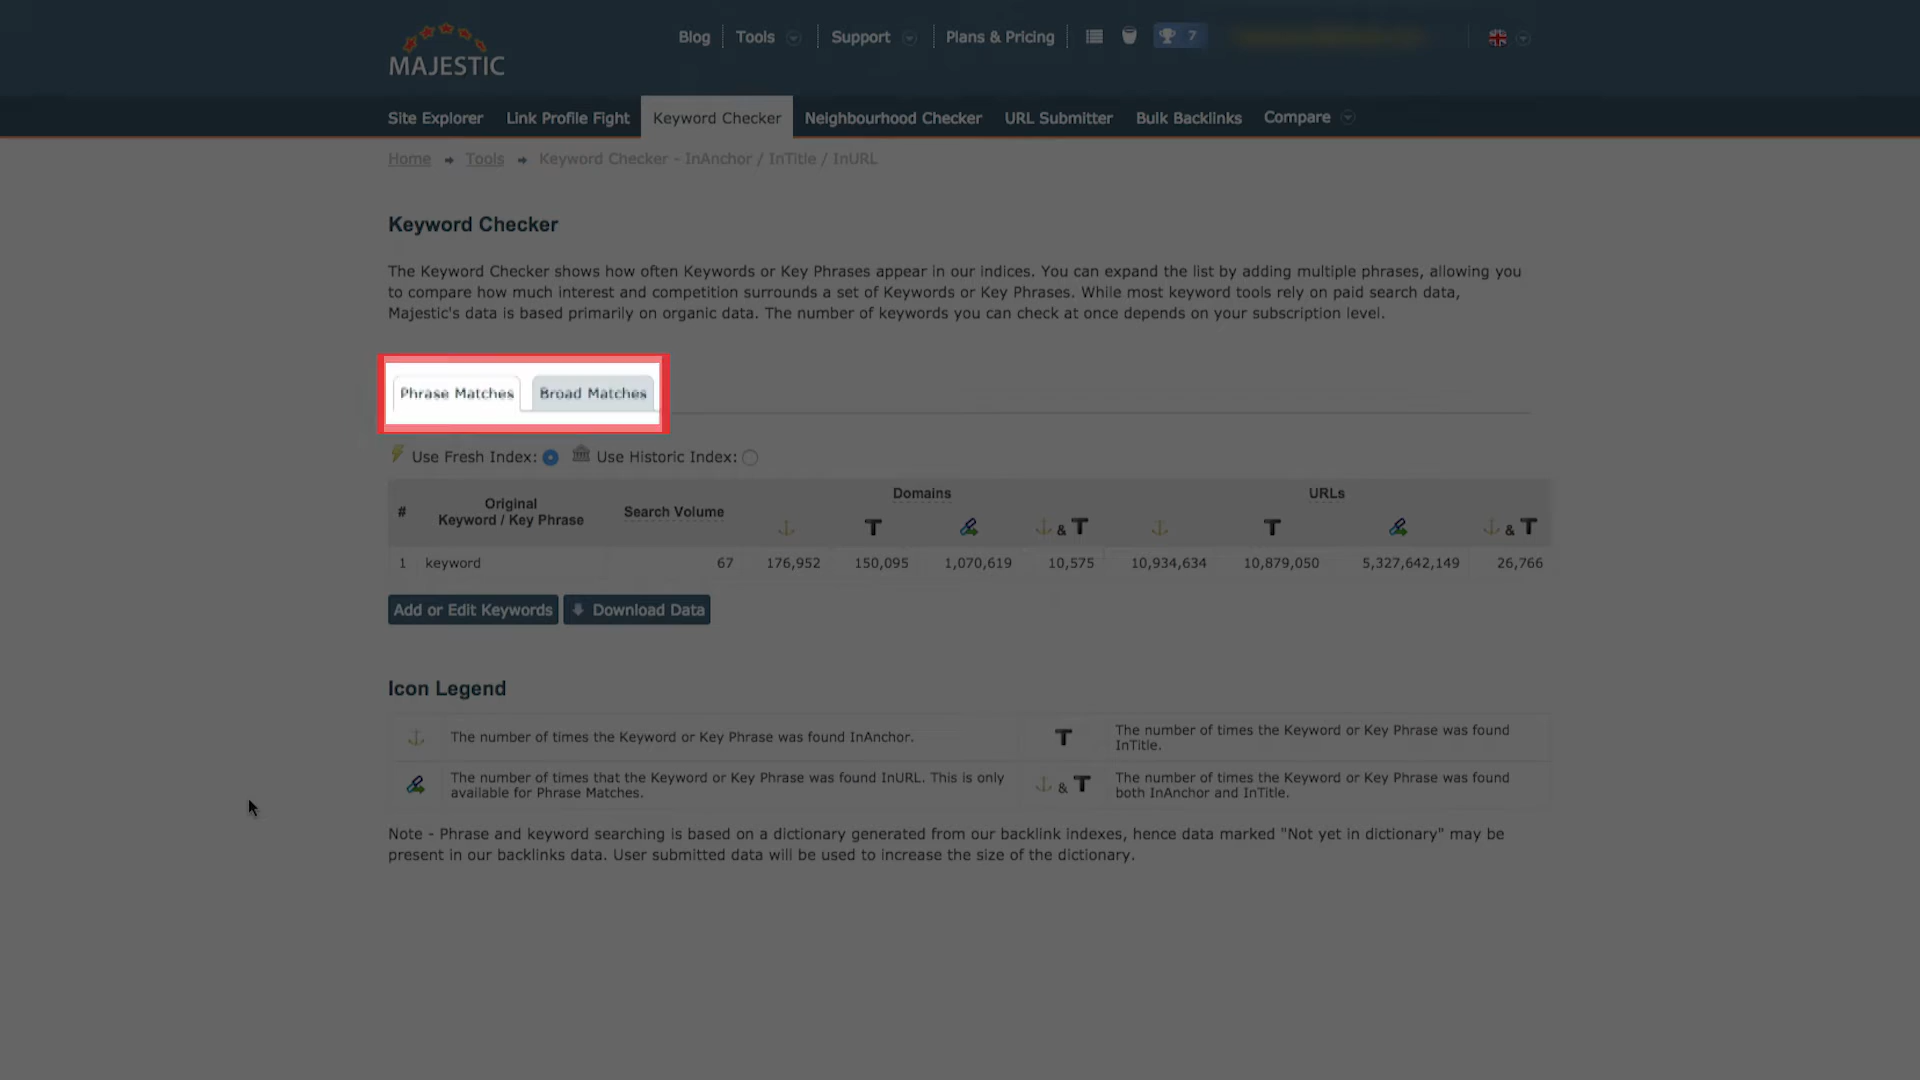 MAJESTIC
Blog Tools Support Plans & Pricing 7
Site Explorer Link Profile Fight Keyword Checker Neighbourhood Checker URL Submitter Bulk Backlinks Compare
Home Tools Keyword Checker - InAnchor / InTitle / InURL
Keyword Checker
The Keyword Checker shows how often Keywords or Key Phrases appear in our indices. You can expand the list by adding multiple phrases, allowing you
to compare how much interest and competition surrounds a set of Keywords or Key Phrases. While most keyword tools rely on paid search data,
Majestic's data is based primarily on organic data. The number of keywords you can check at once depends on your subscription level.
Phrase Matches Broad Matches
Use Fresh Index: Use Historic Index:
Domains URLs
# Original Keyword / Key Phrase Search Volume T & T T & T
1 keyword 67 176,952 150,095 1,070,619 10,575 10,934,634 10,879,050 5,327,642,149 26,766
Add or Edit Keywords Download Data
Icon Legend
The number of times the Keyword or Key Phrase was found InAnchor.
T The number of times the Keyword or Key Phrase was found
InTitle.
The number of times that the Keyword or Key Phrase was found InURL. This is only
available for Phrase Matches.
& T The number of times the Keyword or Key Phrase was found
both InAnchor and InTitle.
Note - Phrase and keyword searching is based on a dictionary generated from our backlink indexes, hence data marked "Not yet in dictionary" may be
present in our backlinks data. User submitted data will be used to increase the size of the dictionary.